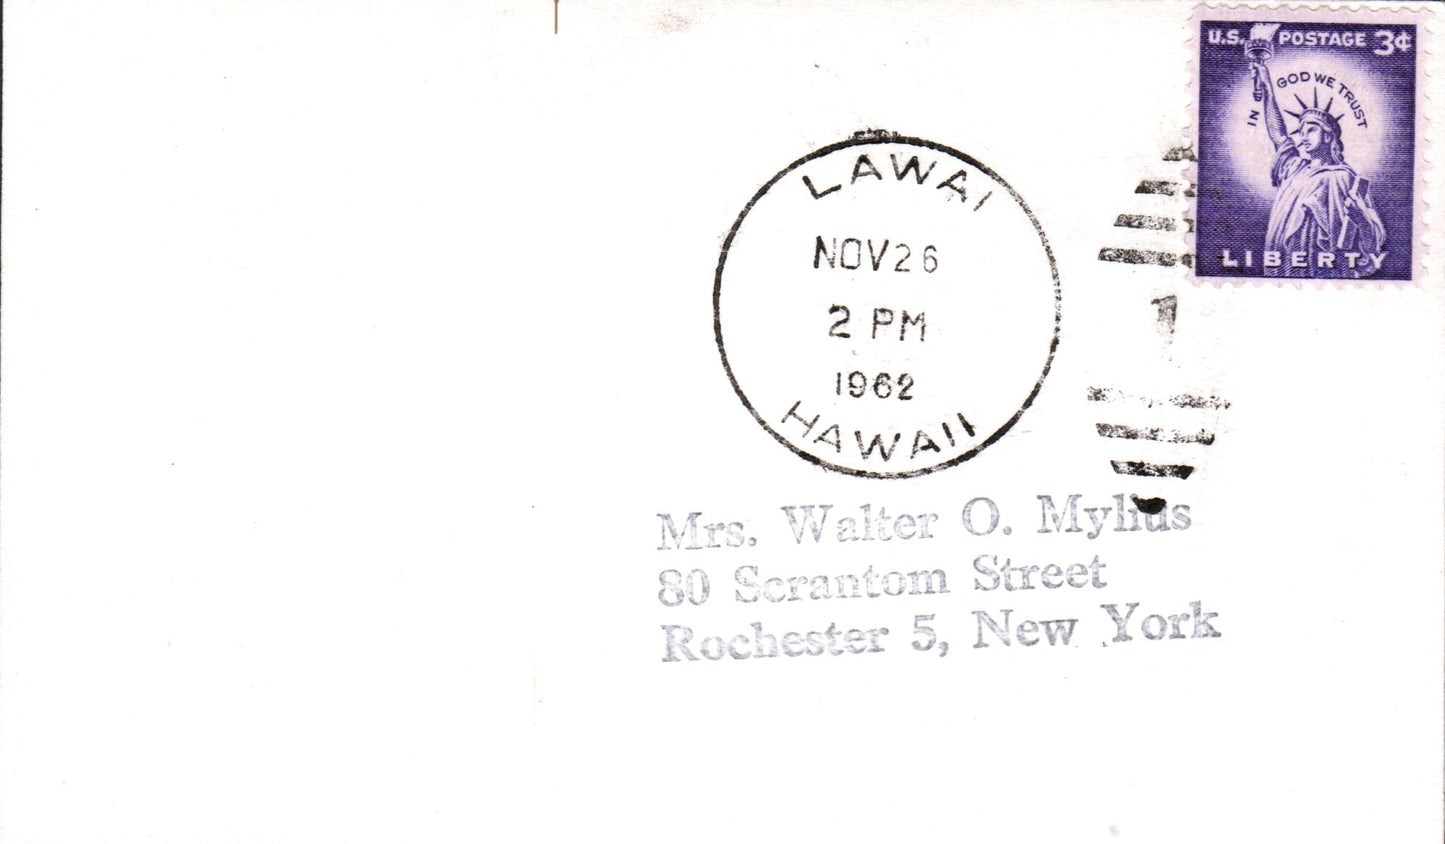 U.S. POSTAGE 3¢
IN GOD WE TRUST
LIBERTY
LAWAI
NOV 26
2 PM
1962
HAWAII
1
Mrs. Walter O. Mylius
80 Scrantom Street
Rochester 5, New York